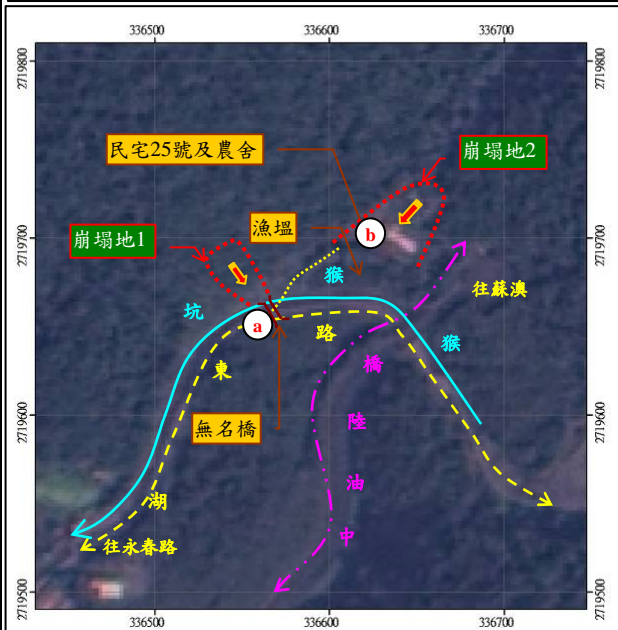 336500 336600 336700
2719800 2719800
民宅25號及農舍
崩塌地2
b
漁塭
崩塌地1
2719700 2719700
猴
往蘇澳
坑
a
路
猴
東
橋
無名橋
陸
2719600 2719600
油
湖
中
往永春路
2719500 2719500
336500 336600 336700